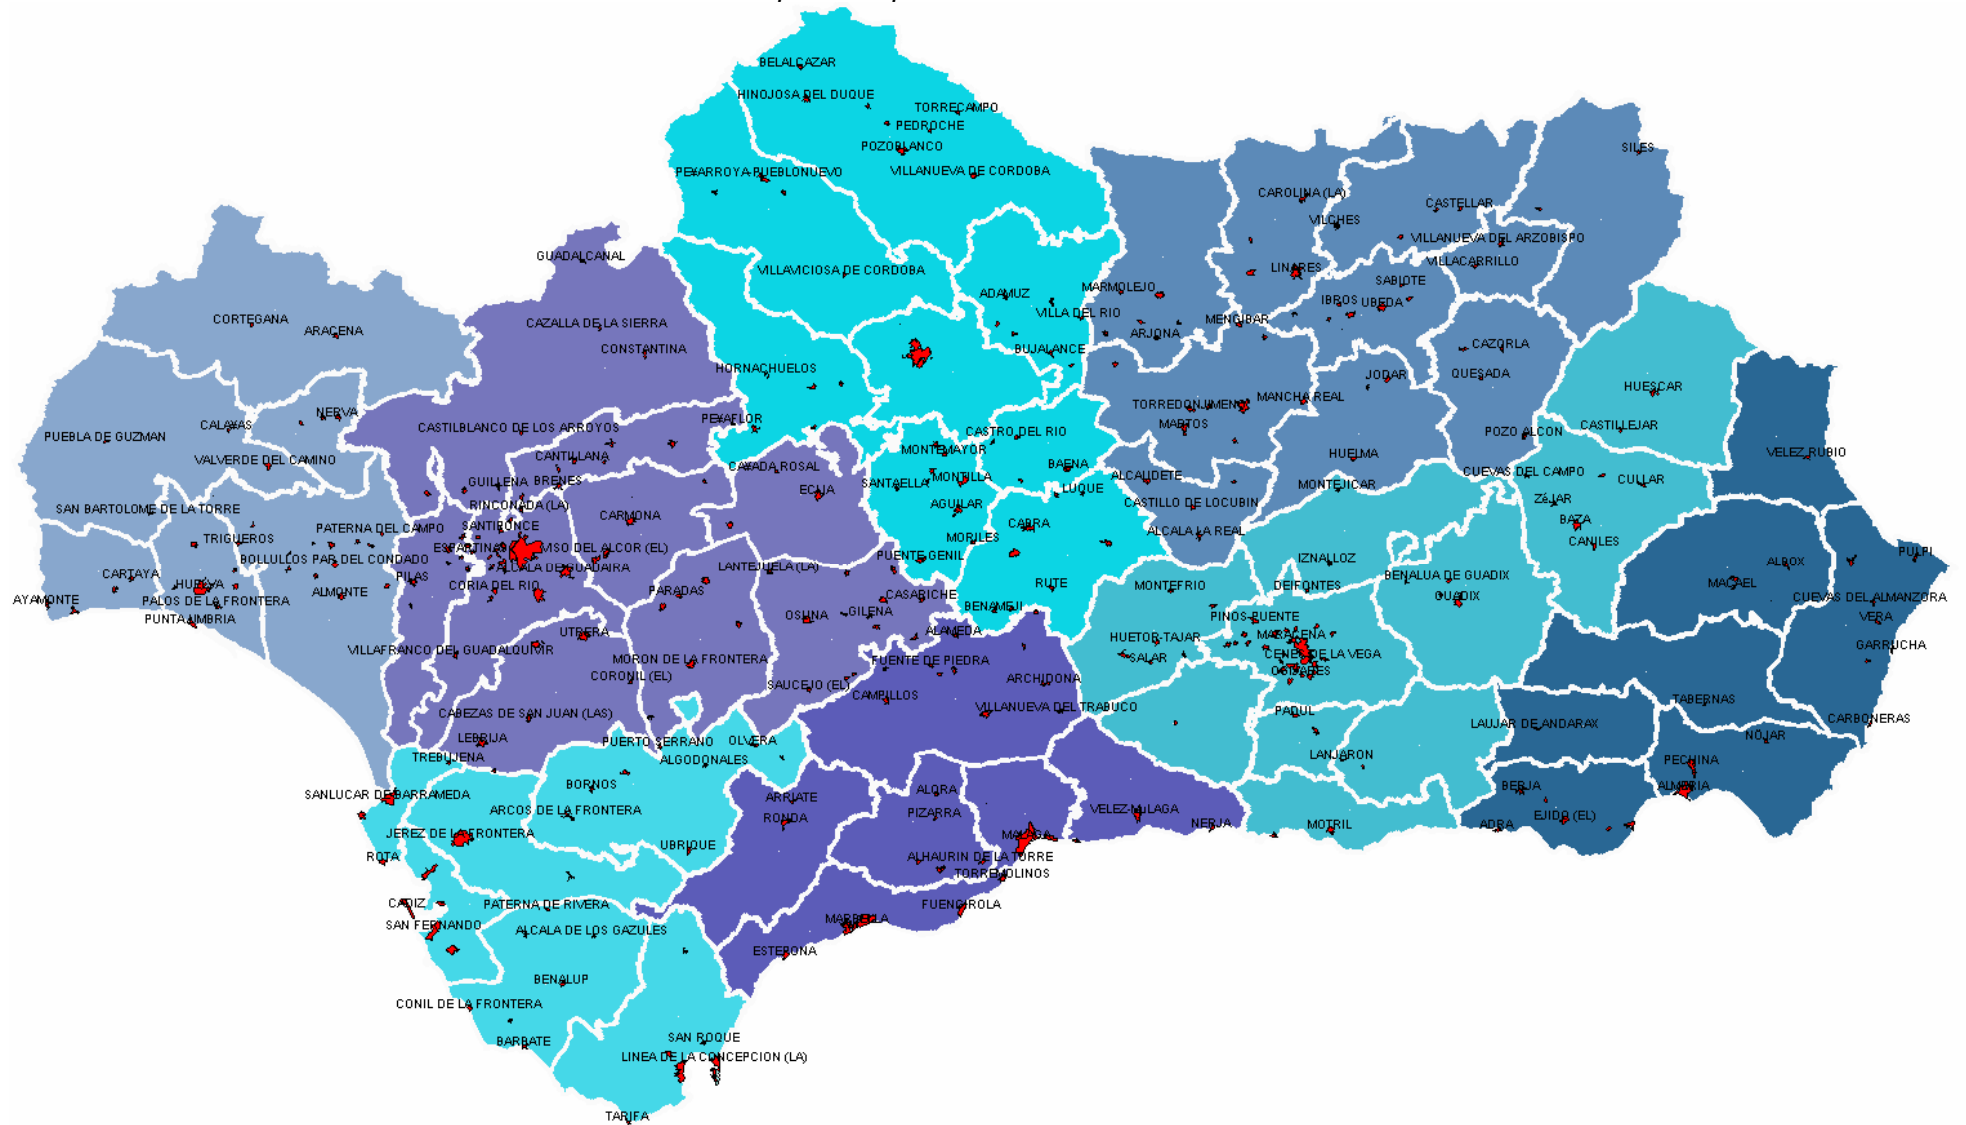 BELALCAZAR
HINOJOSA DEL DUQUE
TORRECAMPO
PEDROCHE
POZOBLANCO
PEÑARROYA-PUEBLONUEVO
VILLANUEVA DE CORDOBA
SILES
CAROLINA (LA)
CASTELLAR
VILCHES
VILLANUEVA DEL ARZOBISPO
GUADALCANAL
VILLAVICIOSA DE CORDOBA
LINARES
VILLACARRILLO
SABIOTE
ADAMUZ
MARMOLEJO
IBROS
UBEDA
VILLA DEL RIO
MENGIBAR
CORTEGANA
ARACENA
CAZALLA DE LA SIERRA
ARJONA
CONSTANTINA
BUJALANCE
CAZORLA
HORNACHUELOS
JODAR
QUESADA
HUESCAR
MANCHA REAL
TORREDONJIMENO
NERVA
CALAÑAS
CASTILBLANCO DE LOS ARROYOS
PEÑAFLOR
MARTOS
CASTILLEJAR
PUEBLA DE GUZMAN
CASTRO DEL RIO
POZO ALCON
MONTEMAYOR
VALVERDE DEL CAMINO
CANTILLANA
CAÑADA ROSAL
BAENA
HUELMA
VELEZ RUBIO
ALCAUDETE
CUEVAS DEL CAMPO
MONTILLA
GUILLENA
BRENES
SANTAELLA
ECIJA
LUQUE
MONTEJICAR
CULLAR
SAN BARTOLOME DE LA TORRE
RINCONADA (LA)
AGUILAR
CASTILLO DE LOCUBIN
ZÚJAR
PATERNA DEL CAMPO
SANTIPONCE
CARMONA
CABRA
ALCALA LA REAL
BAZA
TRIGUEROS
ESPARTINAS
VISO DEL ALCOR (EL)
MORILES
CANILES
BOLLULLOS PAR DEL CONDADO
PUENTE GENIL
IZNALLOZ
PULPI
CARTAYA
HUELVA
PILAS
ALCALA DE GUADAIRA
LANTEJUELA (LA)
ALBOX
CORIA DEL RIO
RUTE
MONTEFRIO
DEIFONTES
BENALUA DE GUADIX
MACAEL
AYAMONTE
PALOS DE LA FRONTERA
ALMONTE
PARADAS
CASARICHE
BENAMEJI
GUADIX
CUEVAS DEL ALMANZORA
PUNTA UMBRIA
OSUNA
GILENA
PINOS PUENTE
VERA
UTRERA
ALAMEDA
HUETOR-TAJAR
MARACENA
VILLAFRANCO DEL GUADALQUIVIR
MORON DE LA FRONTERA
FUENTE DE PIEDRA
SALAR
CENES DE LA VEGA
GARRUCHA
CORONIL (EL)
SAUCEJO (EL)
CAMPILLOS
ARCHIDONA
OGIJARES
CABEZAS DE SAN JUAN (LAS)
VILLANUEVA DEL TRABUCO
PADUL
TABERNAS
LEBRIJA
PUERTO SERRANO
OLVERA
LAUJAR DE ANDARAX
CARBONERAS
TREBUJENA
ALGODONALES
LANJARON
NÍJAR
BORNOS
ALORA
PECHINA
SANLUCAR DE BARRAMEDA
ARRIATE
BERJA
ALMERIA
ARCOS DE LA FRONTERA
RONDA
PIZARRA
VELEZ-MÁLAGA
EJIDO (EL)
JEREZ DE LA FRONTERA
MALAGA
NERJA
MOTRIL
ADRA
UBRIQUE
ROTA
ALHAURIN DE LA TORRE
TORREMOLINOS
CADIZ
PATERNA DE RIVERA
FUENGIROLA
SAN FERNANDO
MARBELLA
ALCALA DE LOS GAZULES
ESTEPONA
BENALUP
CONIL DE LA FRONTERA
BARBATE
SAN ROQUE
LINEA DE LA CONCEPCION (LA)
TARIFA